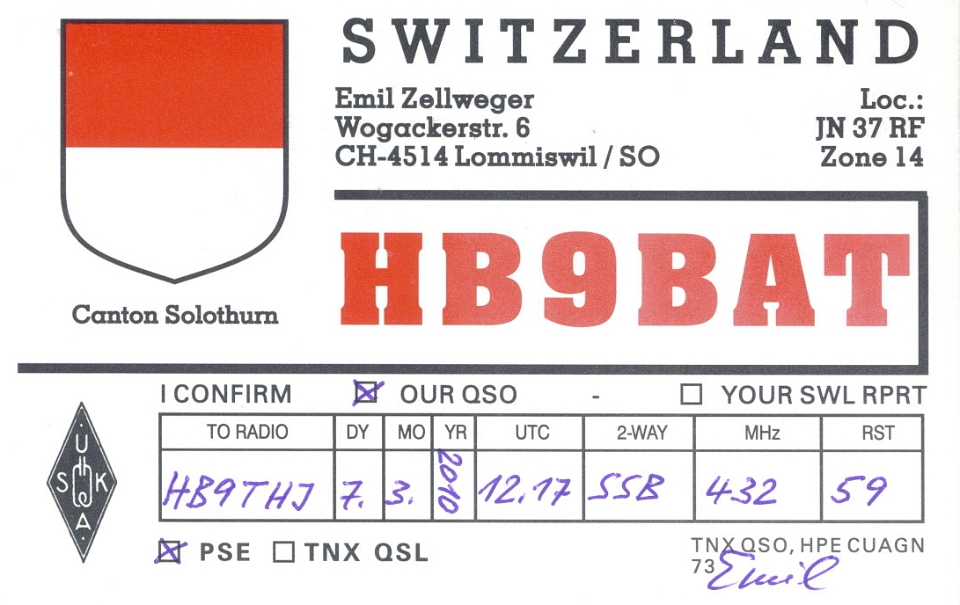 SWITZERLAND
Emil Zellweger
Wogackerstr. 6
CH-4514 Lommiswil / SO
Loc.:
JN 37 RF
Zone 14
HB9BAT
Canton Solothurn
I CONFIRM ☒ OUR QSO - ☐ YOUR SWL RPRT
TO RADIO DY MO YR UTC 2-WAY MHz RST
HB9THJ 7. 3. 2010 12.17 SSB 432 59
USKA
☒ PSE ☐ TNX QSL
TNX QSO, HPE CUAGN
73 Emil